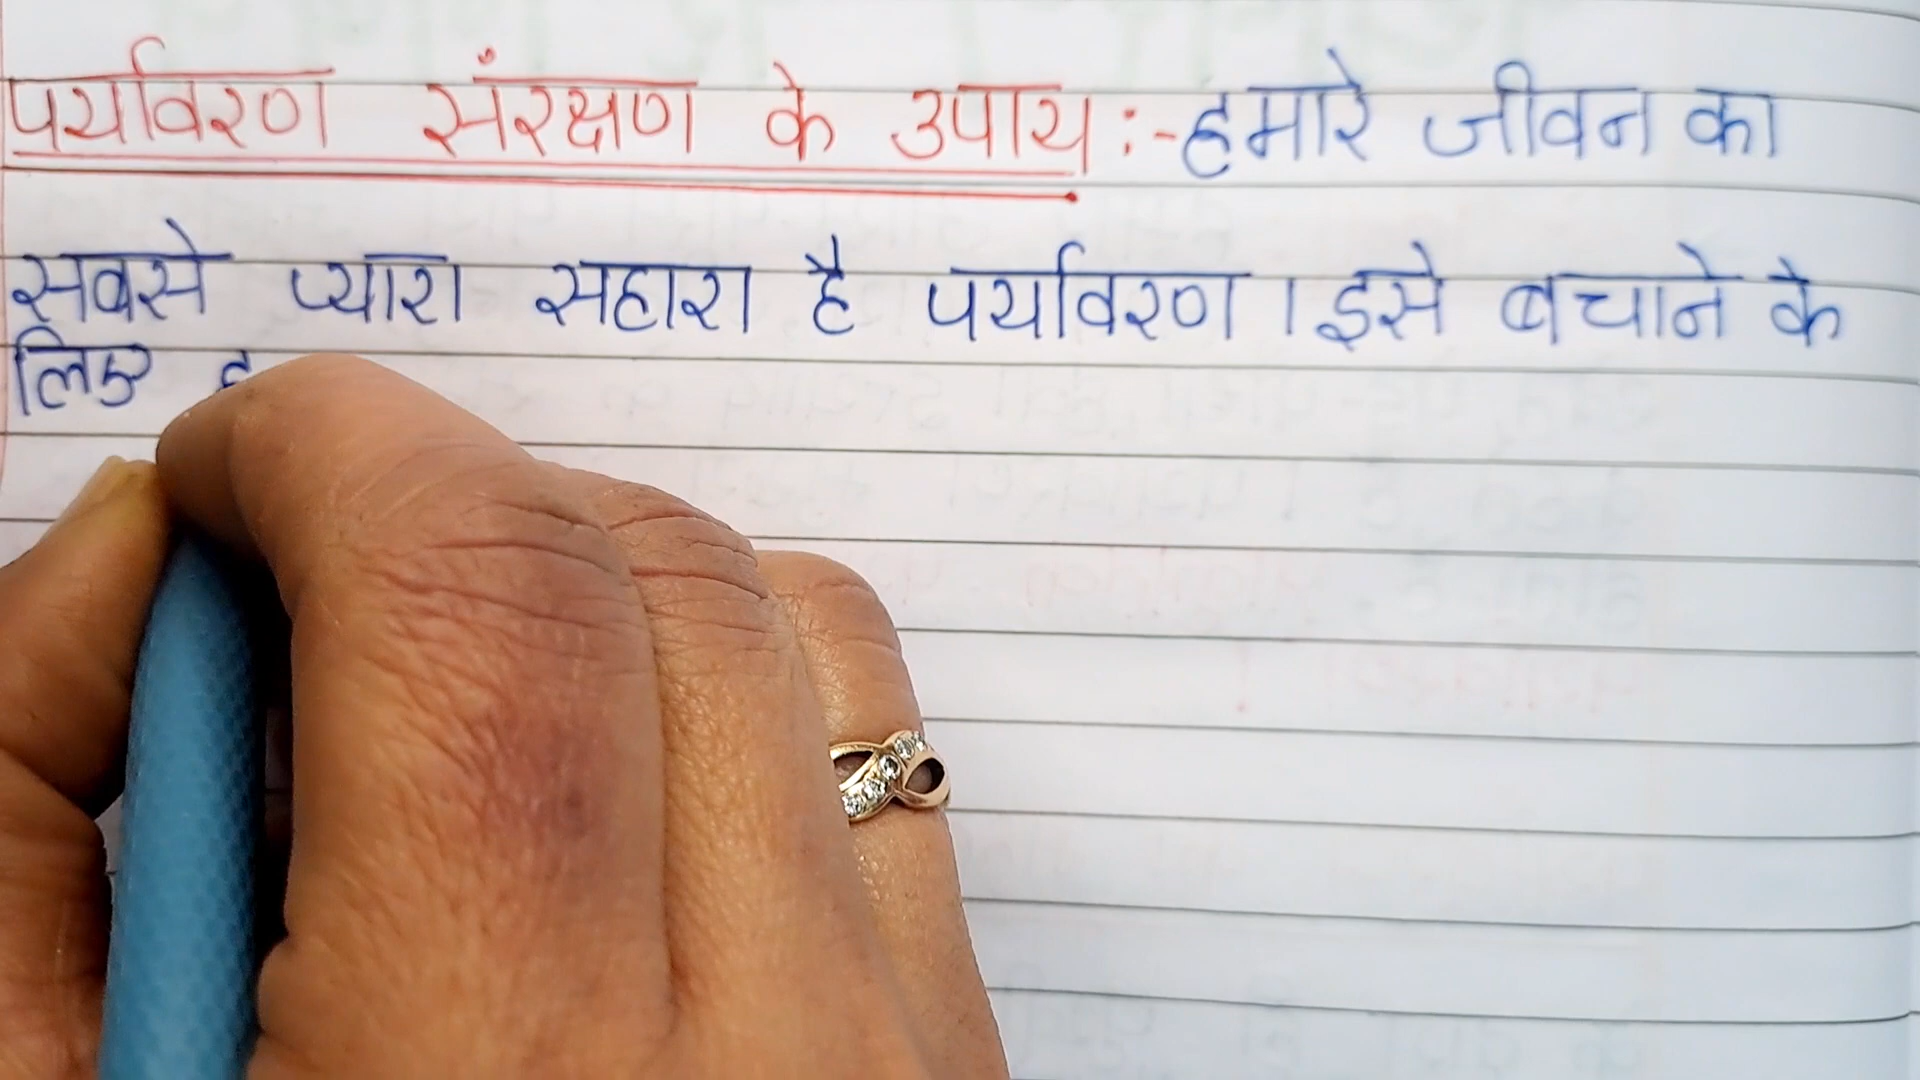 पर्यावरण संरक्षण के उपाय :- हमारे जीवन का
सबसे प्यारा सहारा है पर्यावरण । इसे बचाने के
लिए